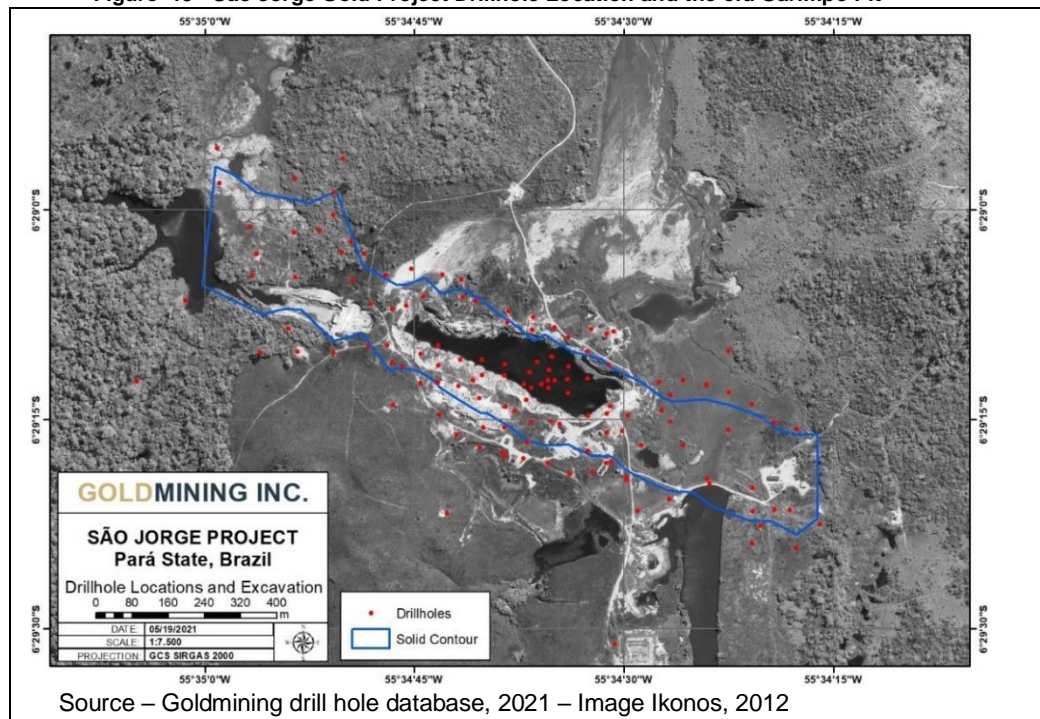 55°35'0"W 55°34'45"W 55°34'30"W 55°34'15"W
6°29'0"S 6°29'0"S
6°29'15"S 6°29'15"S
6°29'30"S 6°29'30"S
GOLDMINING INC.
SÃO JORGE PROJECT
Pará State, Brazil
Drillhole Locations and Excavation
0 80 160 240 320 400
m
DATE: 05/19/2021
SCALE: 1:7.500
PROJECTION: GCS SIRGAS 2000
Drillholes
Solid Contour
55°35'0"W 55°34'45"W 55°34'30"W 55°34'15"W
Source – Goldmining drill hole database, 2021 – Image Ikonos, 2012